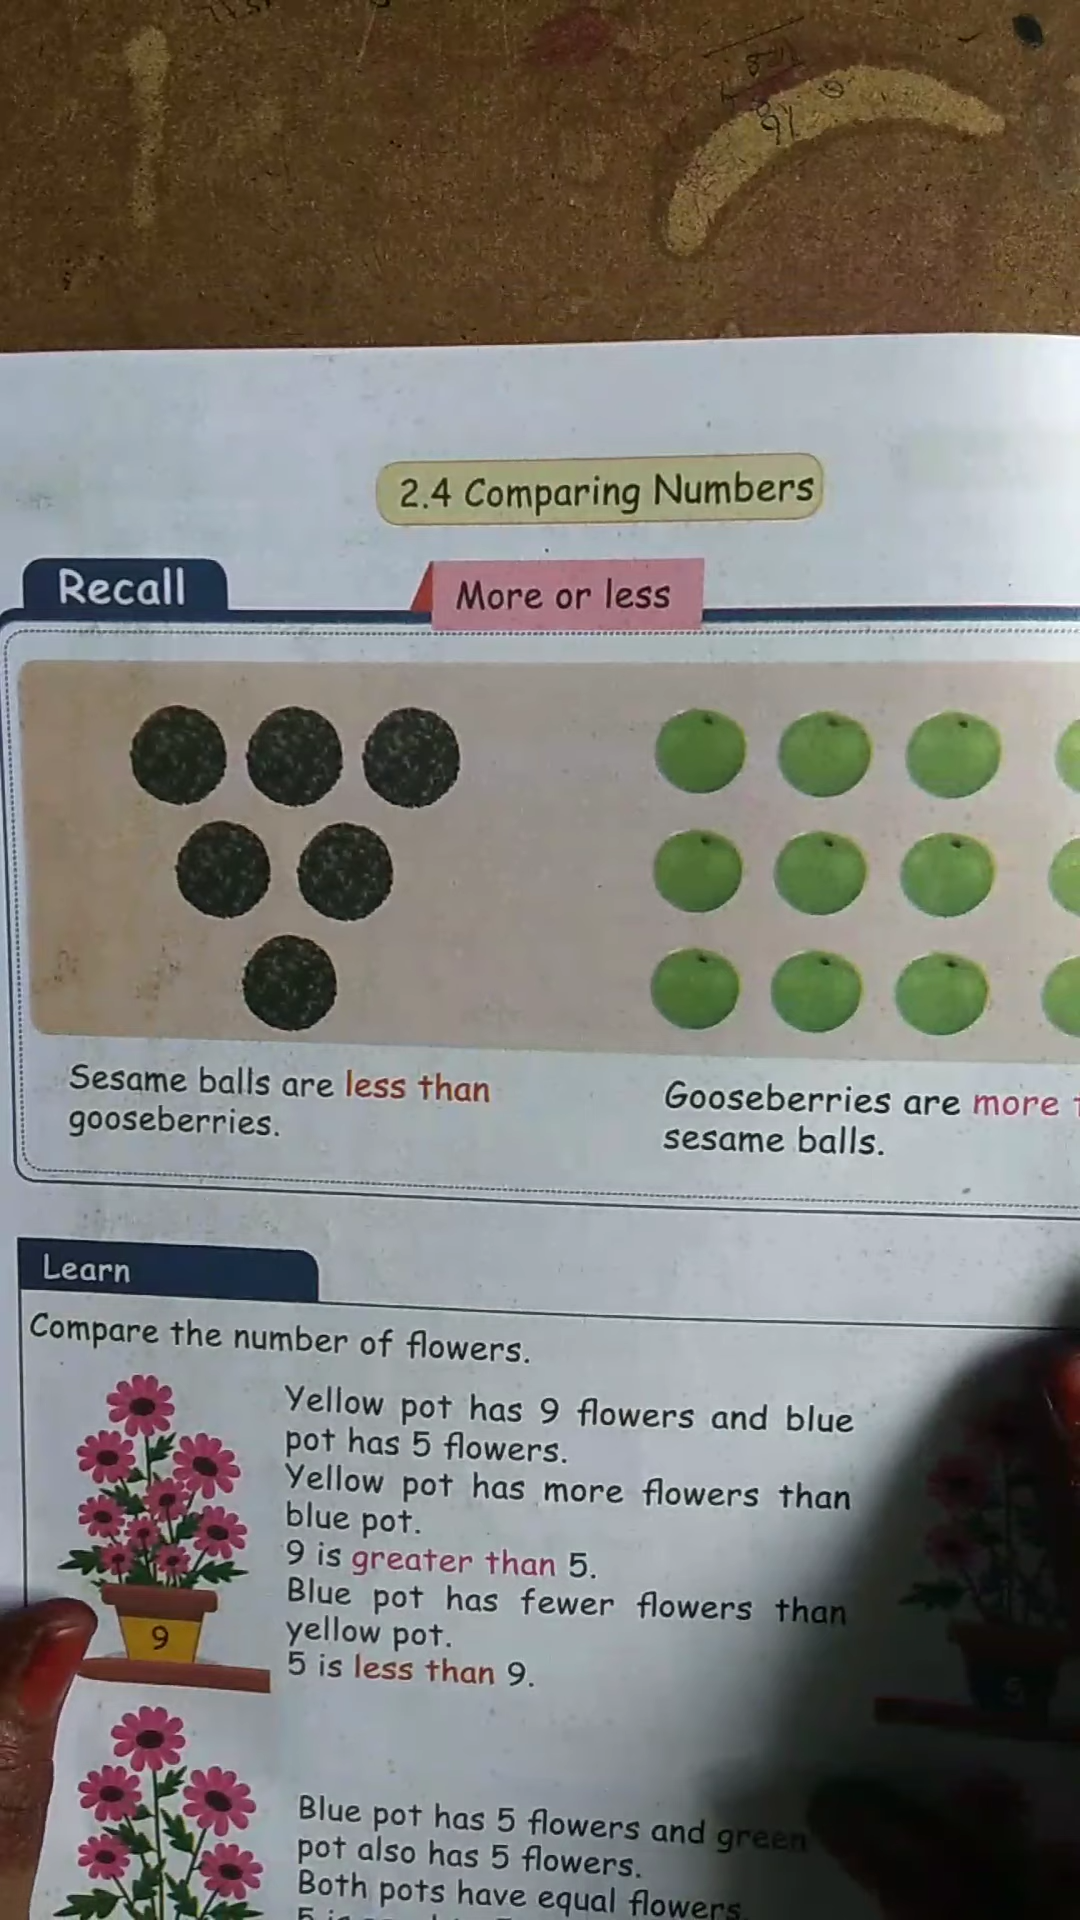 2.4 Comparing Numbers
Recall
More or less
Sesame balls are less than
gooseberries.
Gooseberries are more
sesame balls.
Learn
Compare the number of flowers.
Yellow pot has 9 flowers and blue
pot has 5 flowers.
Yellow pot has more flowers than
blue pot.
9 is greater than 5.
Blue pot has fewer flowers than
yellow pot.
5 is less than 9.
9
5
Blue pot has 5 flowers and green
pot also has 5 flowers.
Both pots have equal flowers.